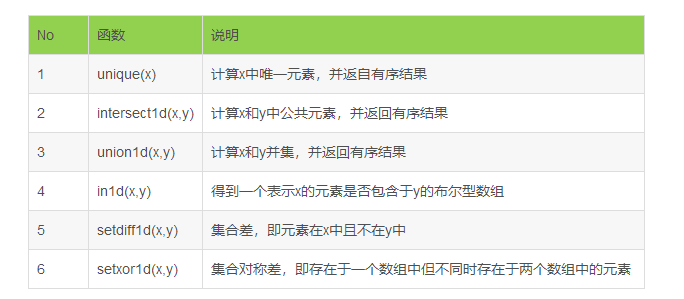 No 函数 说明
1 unique(x) 计算x中唯一元素，并返自有序结果
2 intersect1d(x,y) 计算x和y中公共元素，并返回有序结果
3 union1d(x,y) 计算x和y并集，并返回有序结果
4 in1d(x,y) 得到一个表示x的元素是否包含于y的布尔型数组
5 setdiff1d(x,y) 集合差，即元素在x中且不在y中
6 setxor1d(x,y) 集合对称差，即存在于一个数组中但不同时存在于两个数组中的元素